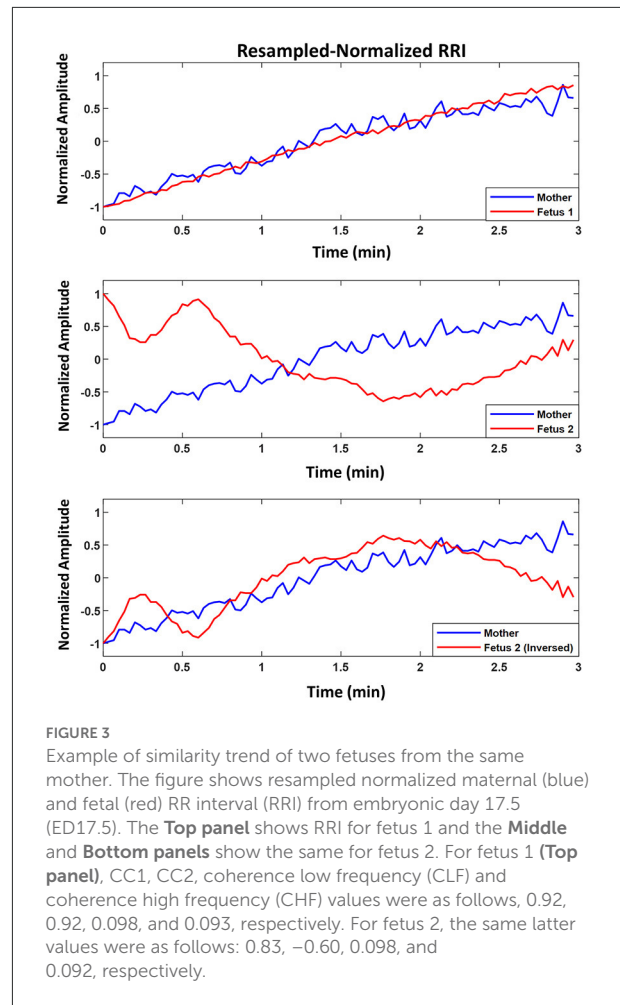 Resampled-Normalized RRI
Normalized Amplitude
1
0.5
0
-0.5
-1
Mother
Fetus 1
0 0.5 1 1.5 2 2.5 3
Time (min)
Normalized Amplitude
1
0.5
0
-0.5
-1
Mother
Fetus 2
0 0.5 1 1.5 2 2.5 3
Time (min)
Normalized Amplitude
1
0.5
0
-0.5
-1
Mother
Fetus 2 (Inversed)
0 0.5 1 1.5 2 2.5 3
Time (min)
FIGURE 3
Example of similarity trend of two fetuses from the same
mother. The figure shows resampled normalized maternal (blue)
and fetal (red) RR interval (RRI) from embryonic day 17.5
(ED17.5). The Top panel shows RRI for fetus 1 and the Middle
and Bottom panels show the same for fetus 2. For fetus 1 (Top
panel), CC1, CC2, coherence low frequency (CLF) and
coherence high frequency (CHF) values were as follows, 0.92,
0.92, 0.098, and 0.093, respectively. For fetus 2, the same latter
values were as follows: 0.83, −0.60, 0.098, and
0.092, respectively.